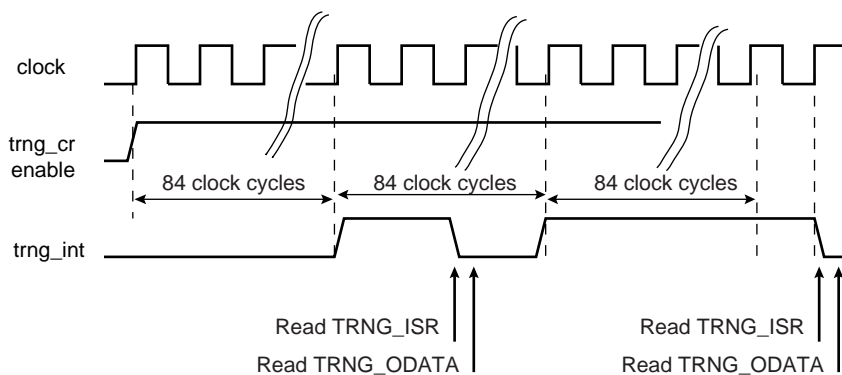 clock
trng_cr
enable
84 clock cycles
84 clock cycles
84 clock cycles
trng_int
Read TRNG_ISR
Read TRNG_ISR
Read TRNG_ODATA
Read TRNG_ODATA